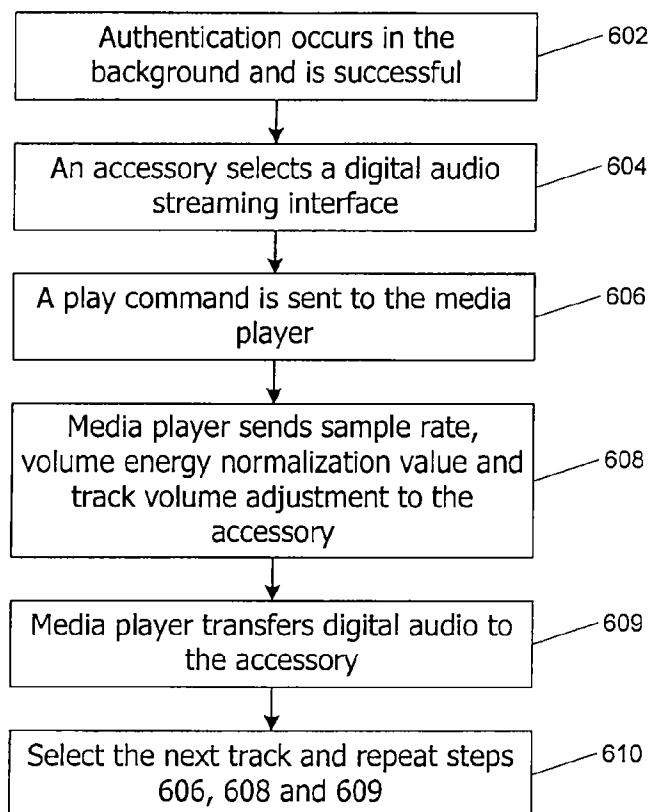 Authentication occurs in the
background and is successful
602
An accessory selects a digital audio
streaming interface
604
A play command is sent to the media
player
606
Media player sends sample rate,
volume energy normalization value and
track volume adjustment to the
accessory
608
Media player transfers digital audio to
the accessory
609
Select the next track and repeat steps
606, 608 and 609
610